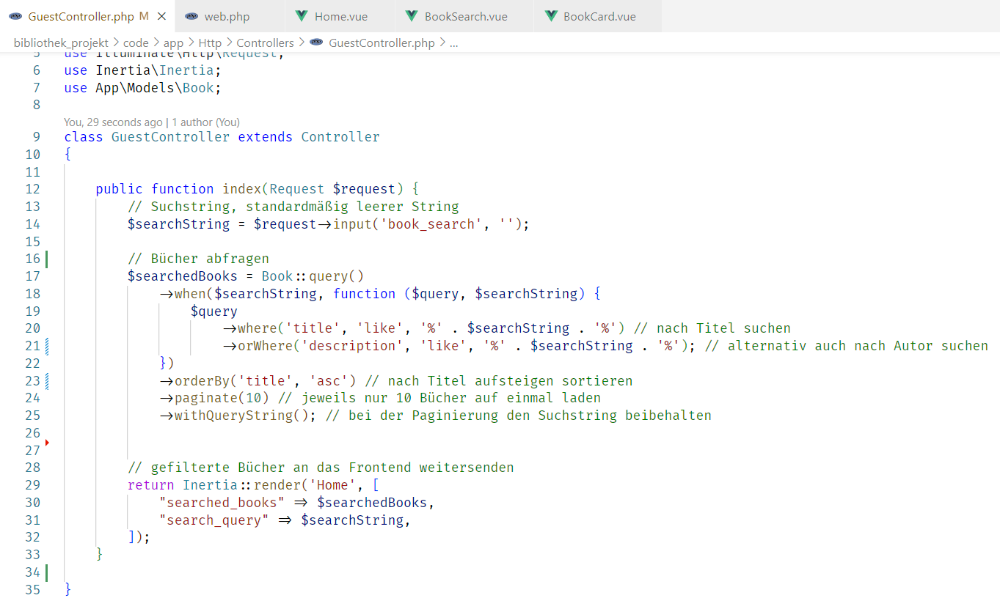 GuestController.php M
web.php
Home.vue
BookSearch.vue
BookCard.vue
bibliothek_projekt > code > app > Http > Controllers > GuestController.php > ...
5 use Illuminate\Http\Request;
6 use Inertia\Inertia;
7 use App\Models\Book;
8
You, 29 seconds ago | 1 author (You)
9 class GuestController extends Controller
10 {
11
12 public function index(Request $request) {
13 // Suchstring, standardmäßig leerer String
14 $searchString = $request->input('book_search', '');
15
16 // Bücher abfragen
17 $searchedBooks = Book::query()
18 ->when($searchString, function ($query, $searchString) {
19 $query
20 ->where('title', 'like', '%' . $searchString . '%') // nach Titel suchen
21 ->orWhere('description', 'like', '%' . $searchString . '%'); // alternativ auch nach Autor suchen
22 })
23 ->orderBy('title', 'asc') // nach Titel aufsteigen sortieren
24 ->paginate(10) // jeweils nur 10 Bücher auf einmal laden
25 ->withQueryString(); // bei der Paginierung den Suchstring beibehalten
26
27
28 // gefilterte Bücher an das Frontend weitersenden
29 return Inertia::render('Home', [
30 "searched_books" => $searchedBooks,
31 "search_query" => $searchString,
32 ]);
33 }
34
35 }